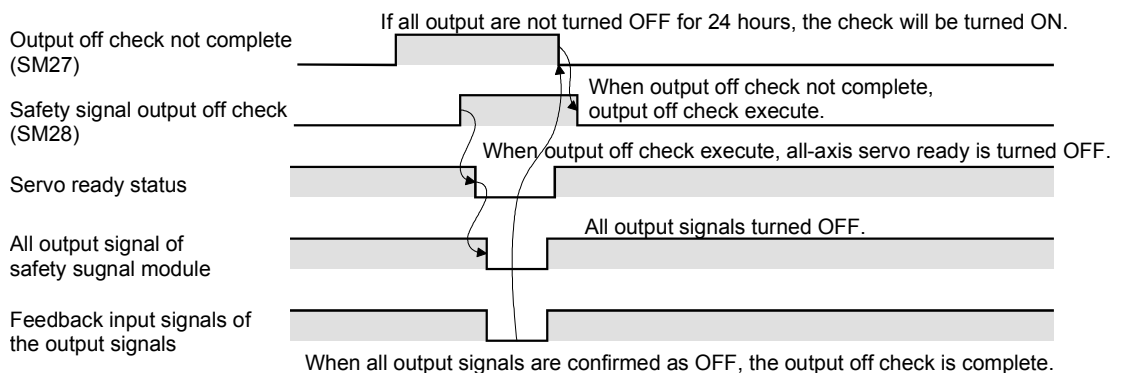 If all output are not turned OFF for 24 hours, the check will be turned ON.
Output off check not complete
(SM27)
When output off check not complete,
output off check execute.
Safety signal output off check
(SM28)
When output off check execute, all-axis servo ready is turned OFF.
Servo ready status
All output signals turned OFF.
All output signal of
safety sugnal module
Feedback input signals of
the output signals
When all output signals are confirmed as OFF, the output off check is complete.